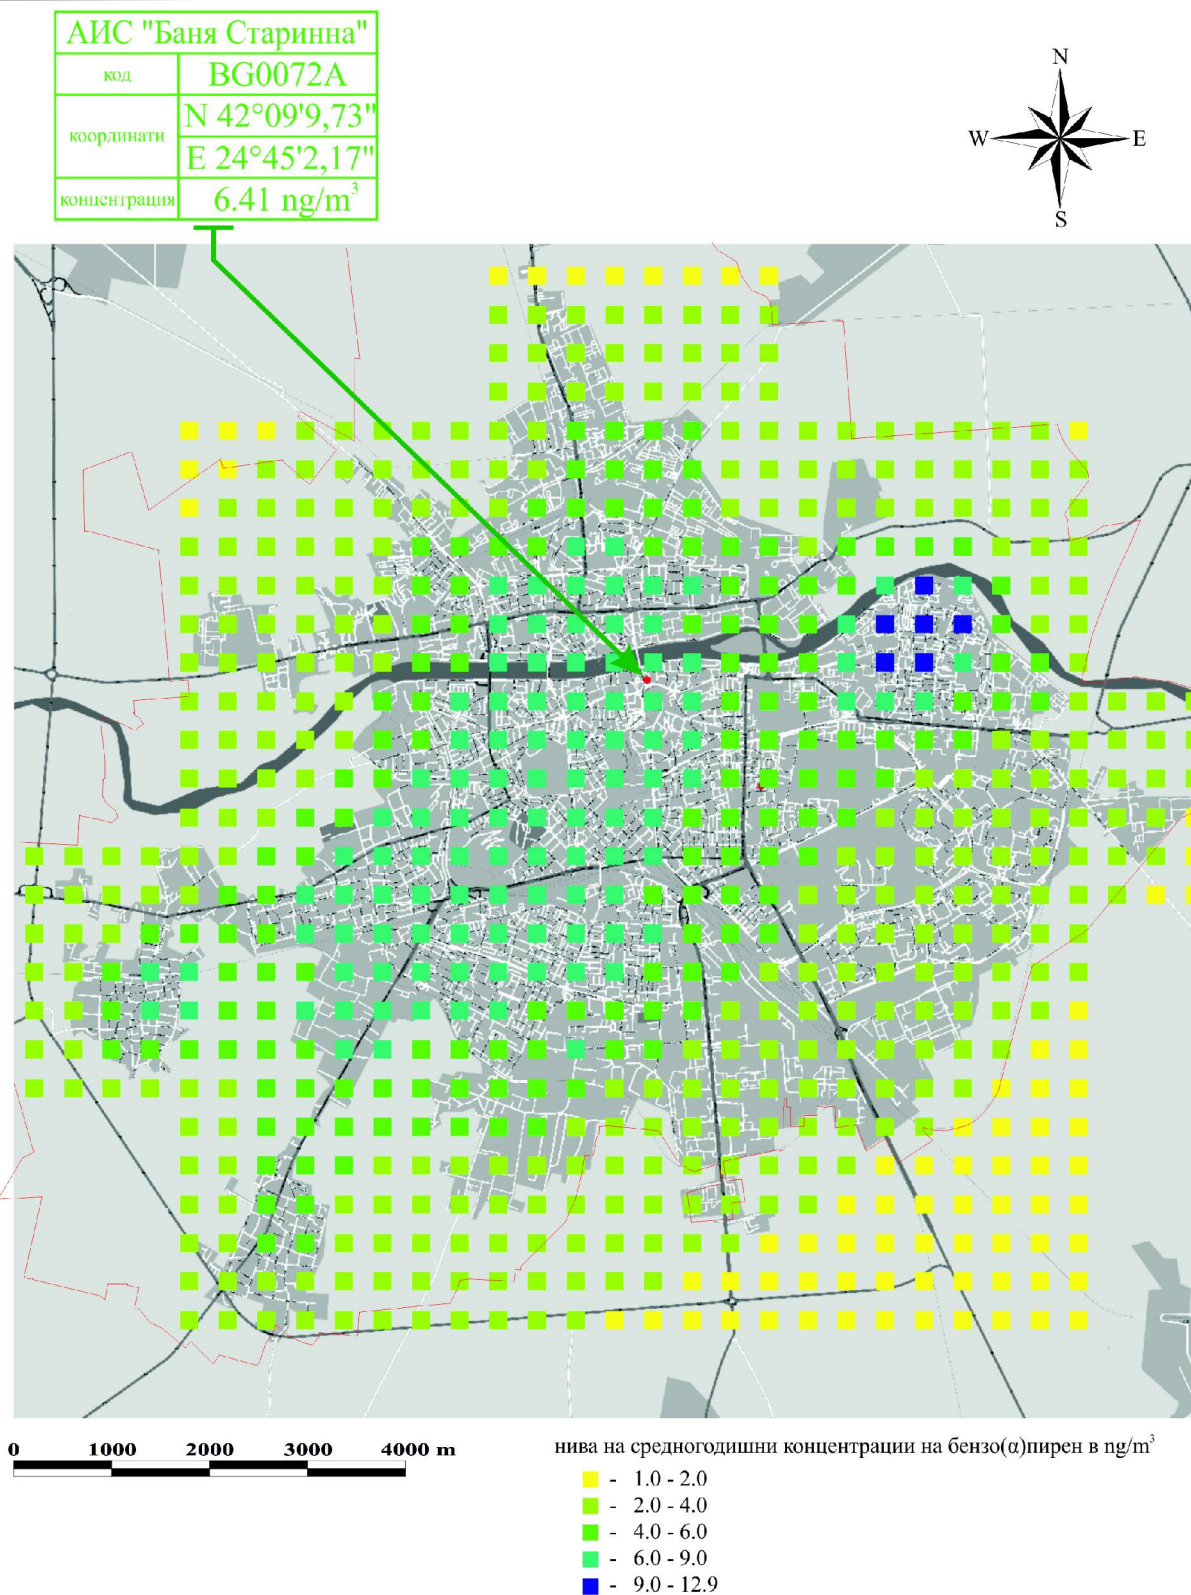 АИС "Баня Старинна"
код BG0072A
координати N 42°09'9,73"
E 24°45'2,17"
концентрация 6.41 ng/m³
N
W E
S
0 1000 2000 3000 4000 m
нива на средногодишни концентрации на бензо(α)пирен в ng/m³
- 1.0 - 2.0
- 2.0 - 4.0
- 4.0 - 6.0
- 6.0 - 9.0
- 9.0 - 12.9